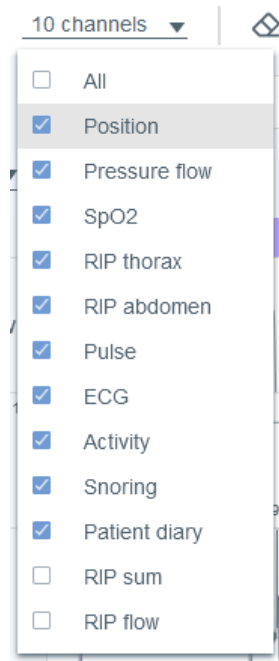 10 channels
All
Position
Pressure flow
SpO2
RIP thorax
RIP abdomen
Pulse
ECG
Activity
Snoring
Patient diary
RIP sum
RIP flow